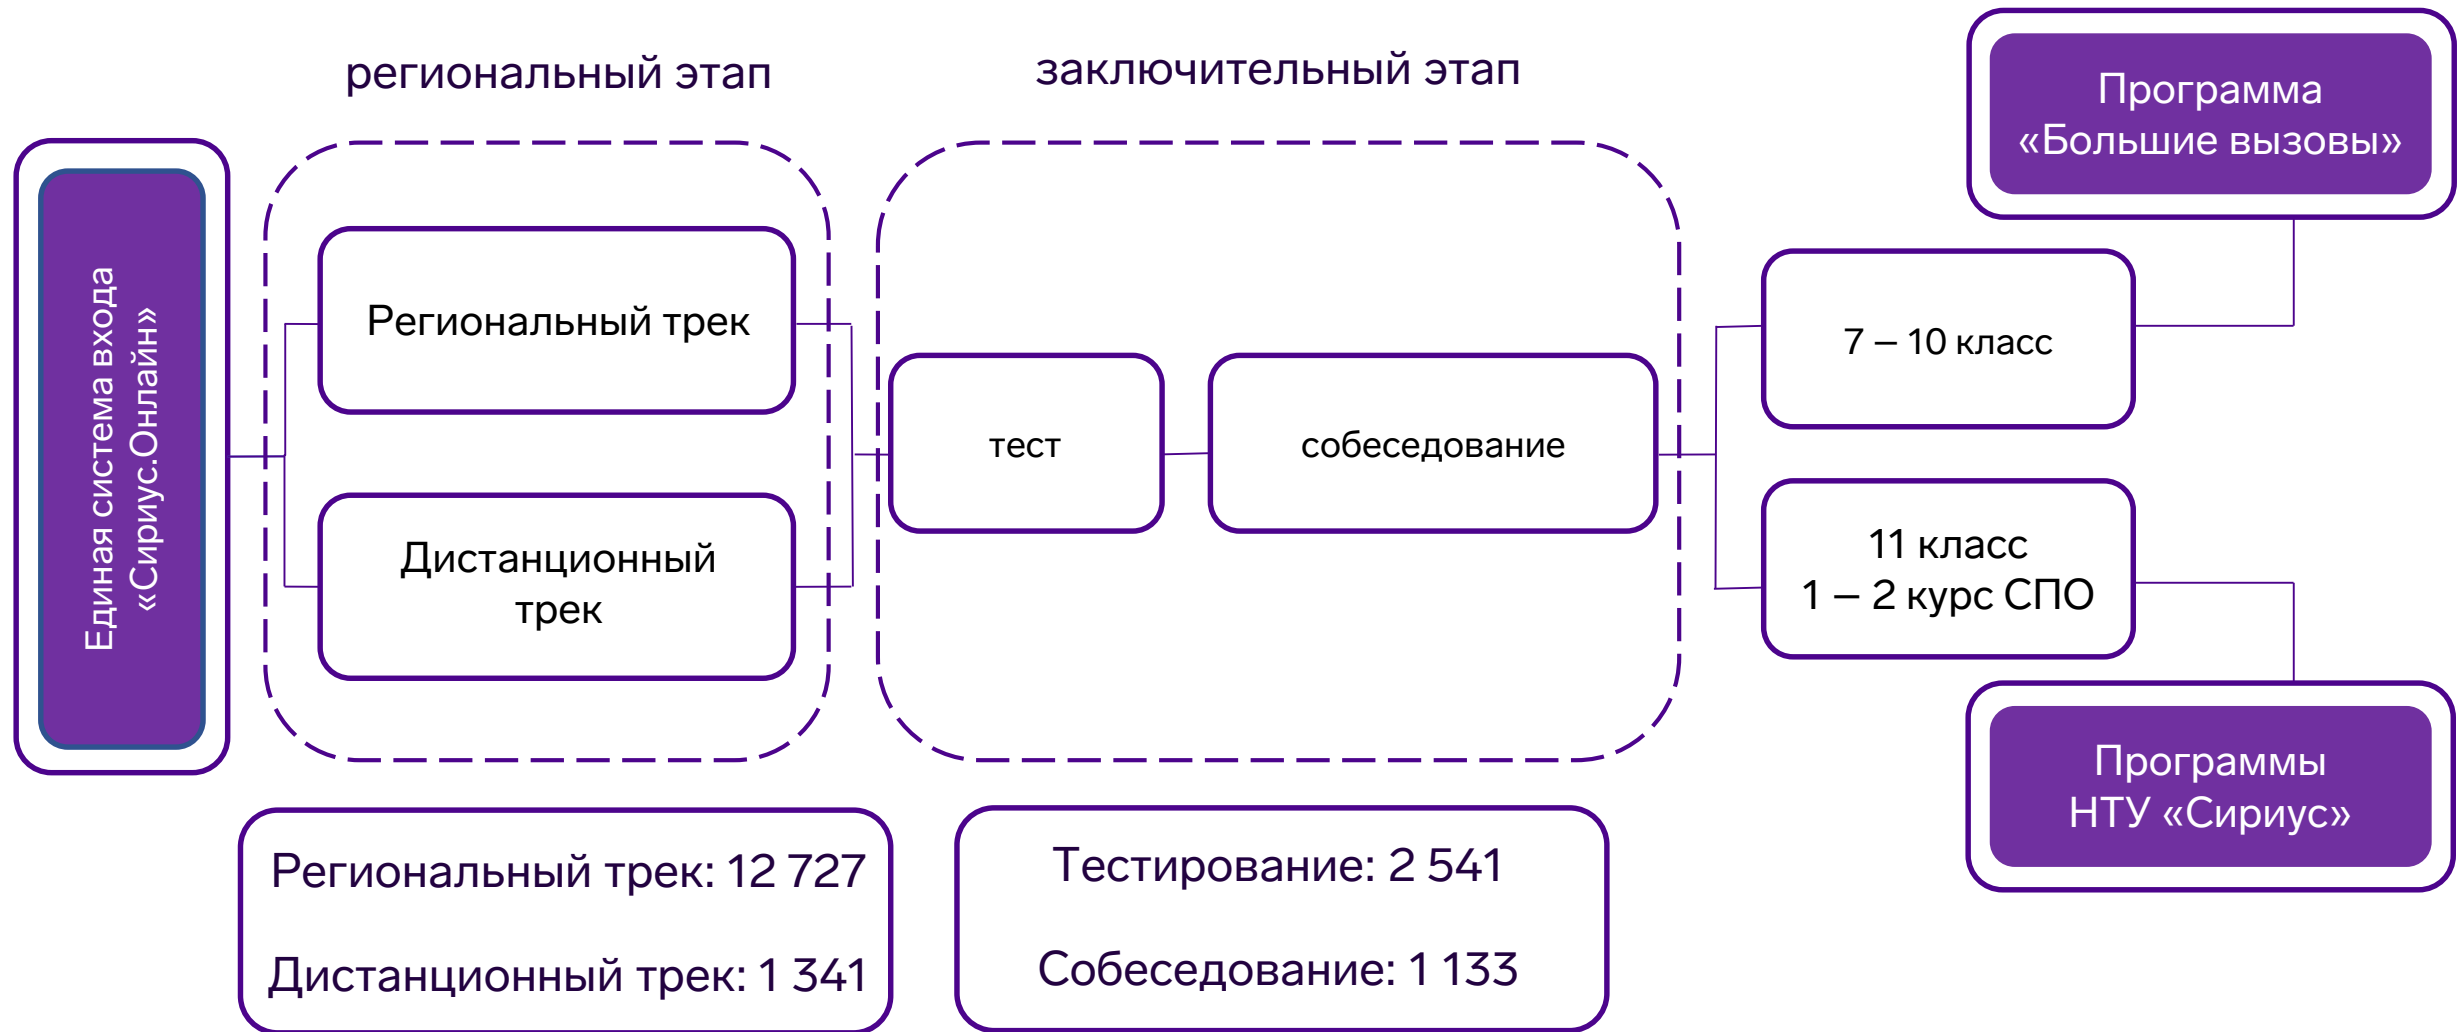 региональный этап
заключительный этап
Программа
«Большие вызовы»
Единая система входа
«Сириус.Онлайн»
Региональный трек
Дистанционный
трек
тест
собеседование
7 – 10 класс
11 класс
1 – 2 курс СПО
Программы
НТУ «Сириус»
Региональный трек: 12 727
Дистанционный трек: 1 341
Тестирование: 2 541
Собеседование: 1 133